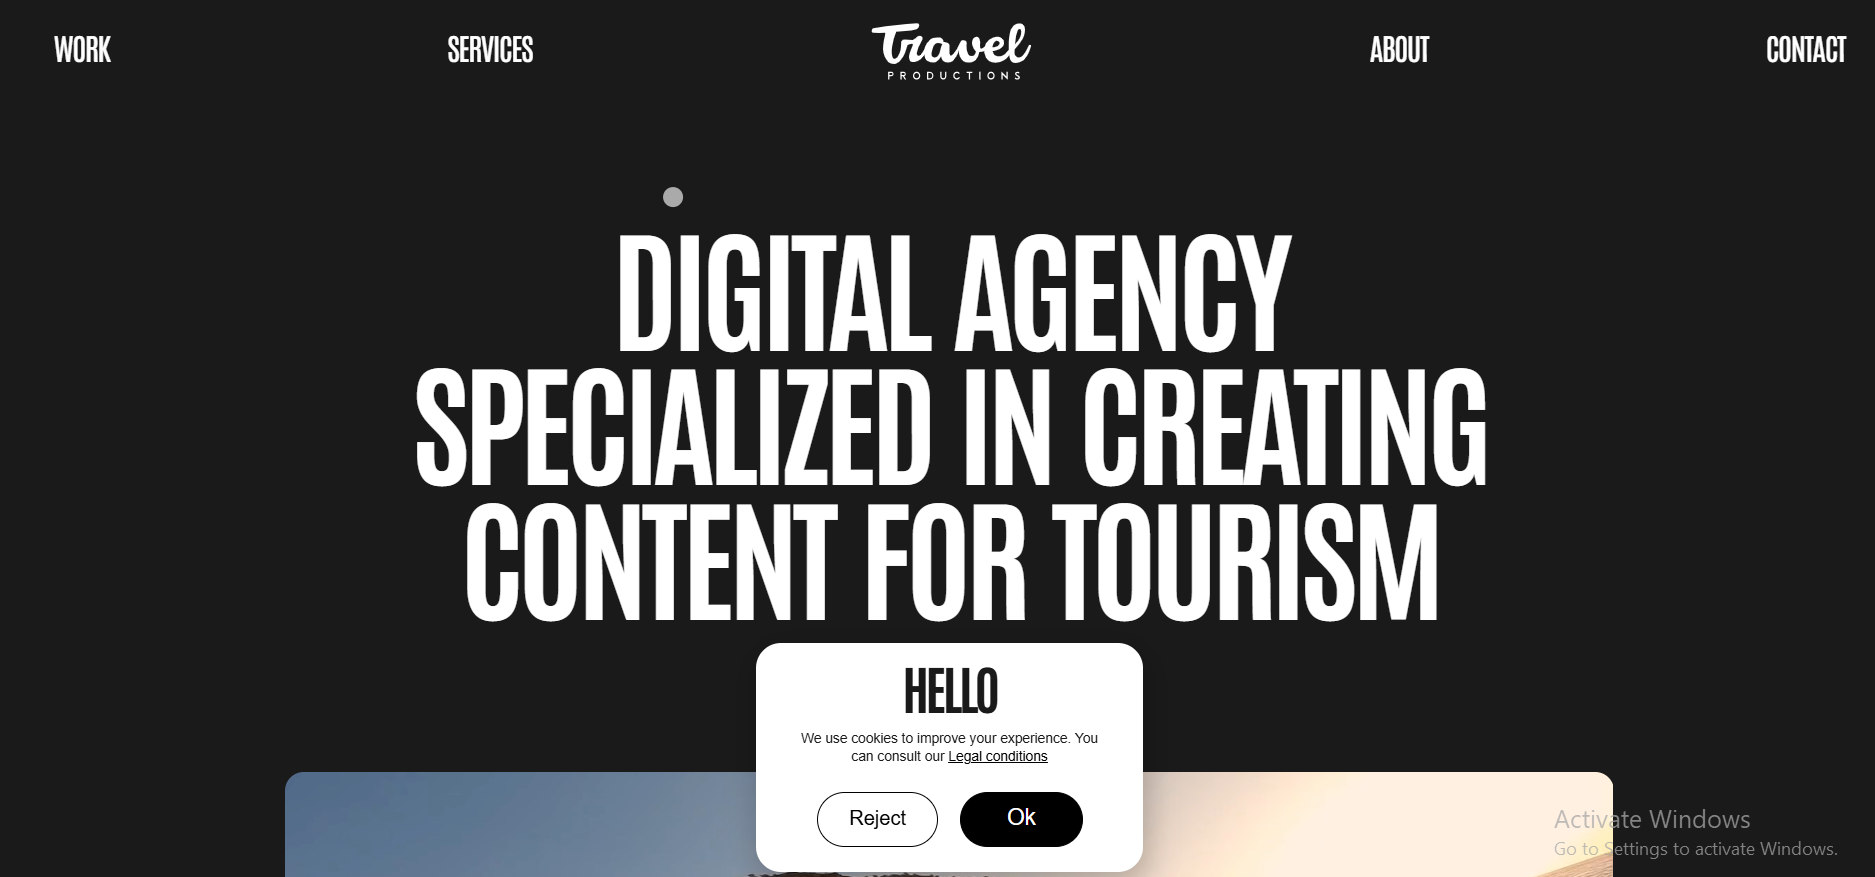 WORK
SERVICES
Travel
PRODUCTIONS
ABOUT
CONTACT
DIGITAL AGENCY
SPECIALIZED IN CREATING
CONTENT FOR TOURISM
HELLO
We use cookies to improve your experience. You
can consult our Legal conditions
Reject
Ok
Activate Windows
Go to Settings to activate Windows.